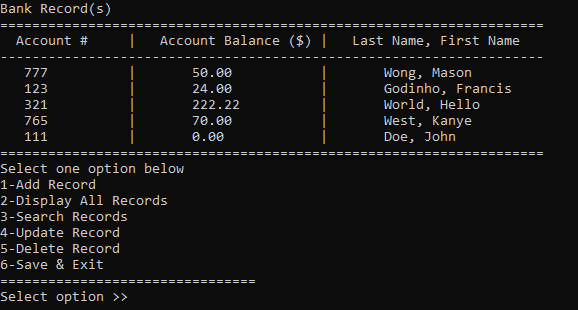 Bank Record(s)
====================================================================
  Account #     |   Account Balance ($) |   Last Name, First Name
--------------------------------------------------------------------
   777          |       50.00           |       Wong, Mason
   123          |       24.00           |       Godinho, Francis
   321          |       222.22          |       World, Hello
   765          |       70.00           |       West, Kanye
   111          |       0.00            |       Doe, John
====================================================================
Select one option below
1-Add Record
2-Display All Records
3-Search Records
4-Update Record
5-Delete Record
6-Save & Exit
================================
Select option >>